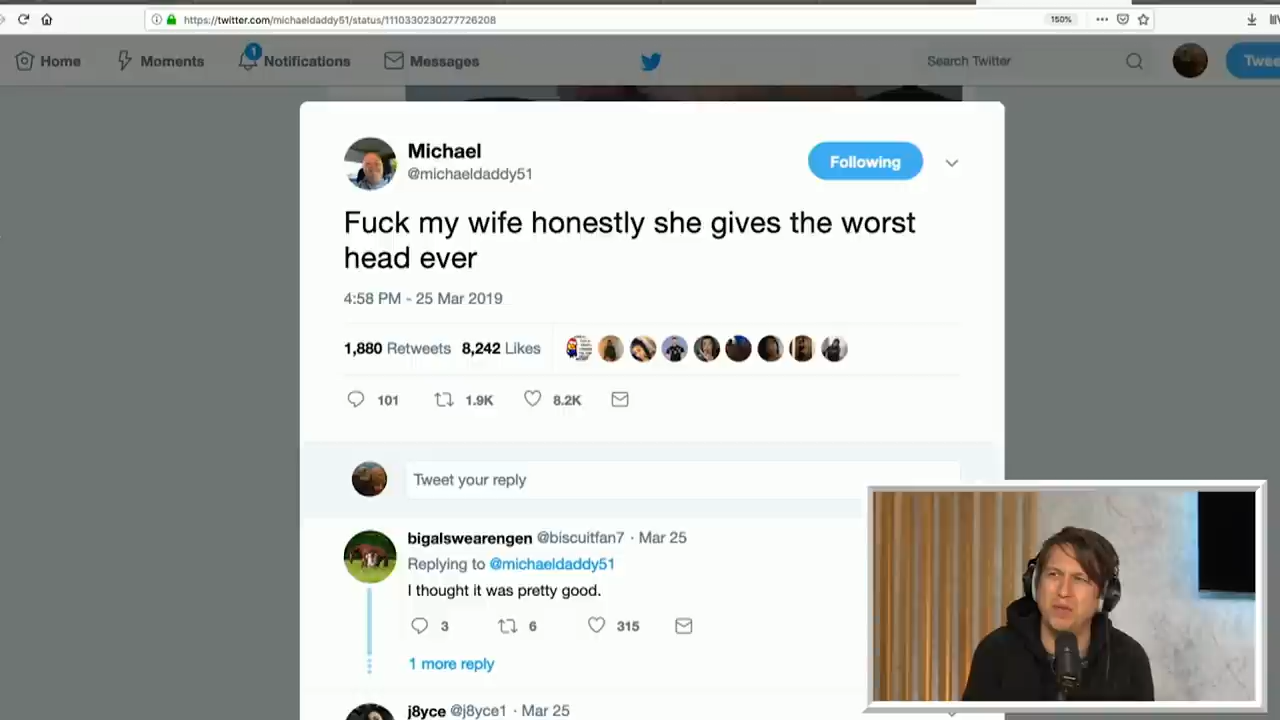 https://twitter.com/michaeldaddy51/status/1110330230277726208
150%
Home
Moments
1
Notifications
Messages
Search Twitter
Twee
Michael
@michaeldaddy51
Following
Fuck my wife honestly she gives the worst
head ever
4:58 PM - 25 Mar 2019
1,880 Retweets 8,242 Likes
101 1.9K 8.2K
Tweet your reply
bigalswearengen @biscuitfan7 · Mar 25
Replying to @michaeldaddy51
I thought it was pretty good.
3 6 315
1 more reply
j8yce @j8yce1 · Mar 25